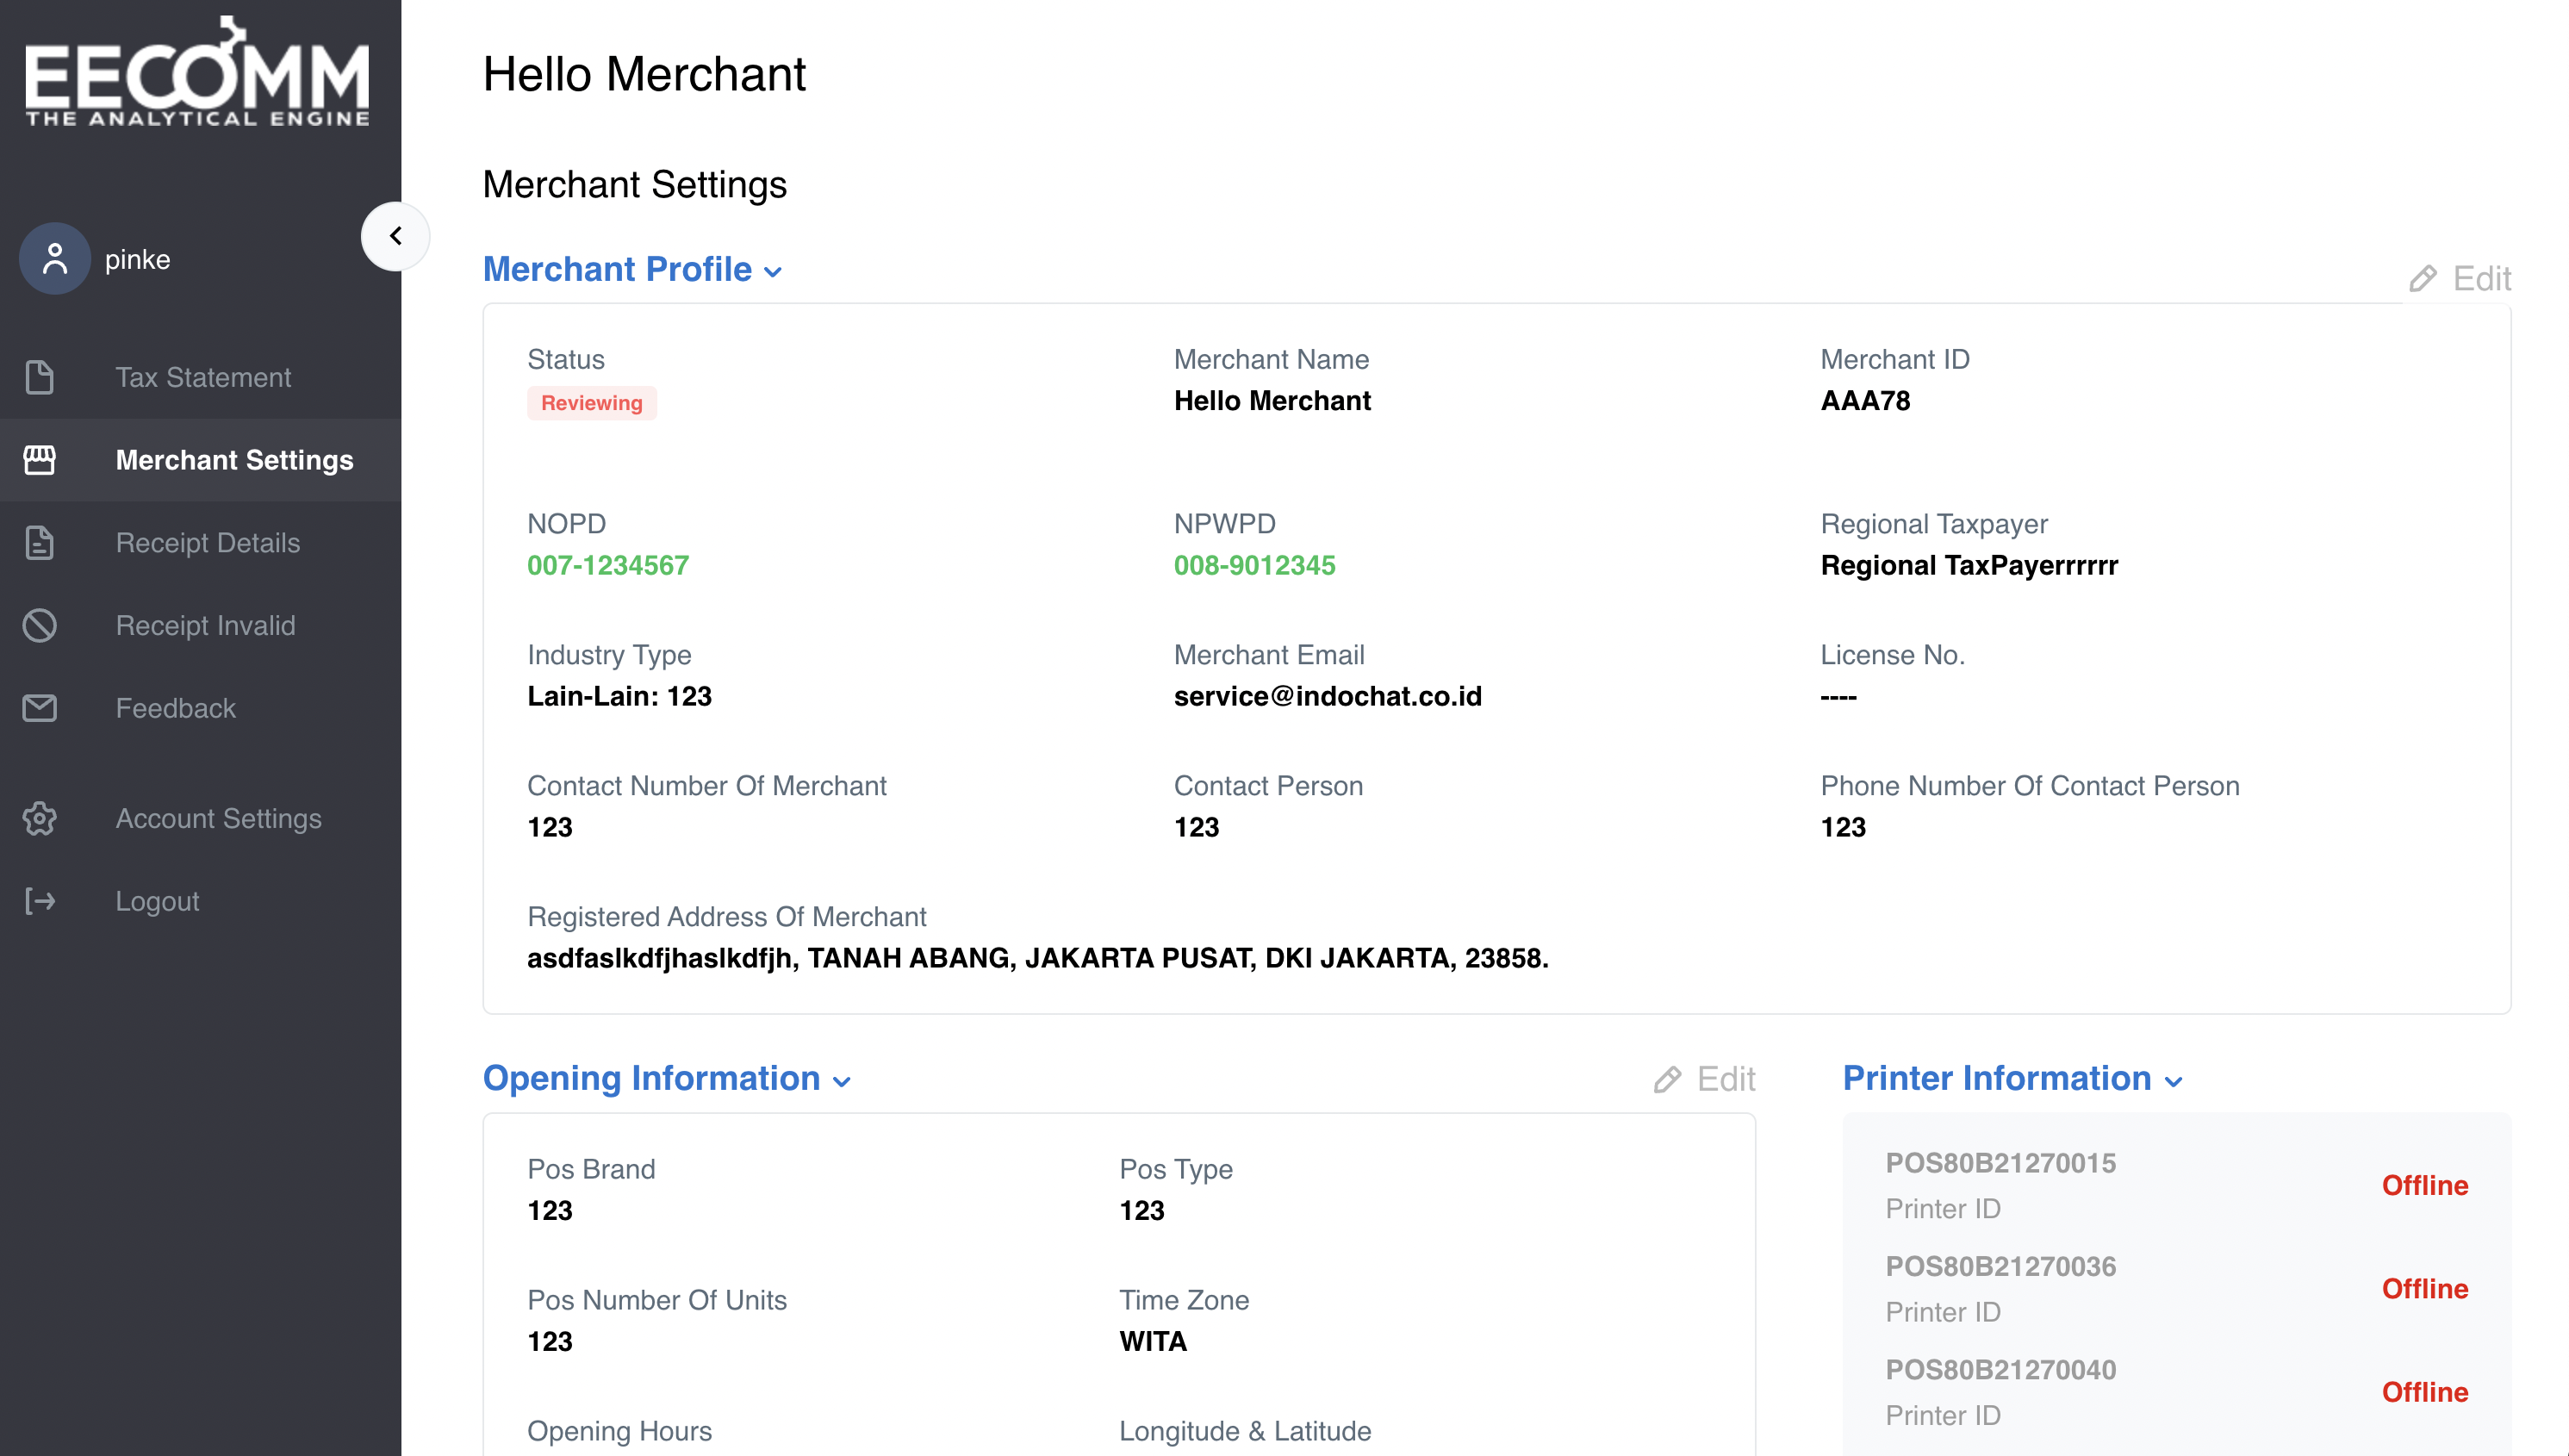 EECOMM
THE ANALYTICAL ENGINE
pinke
Tax Statement
Merchant Settings
Receipt Details
Receipt Invalid
Feedback
Account Settings
Logout
Hello Merchant
Merchant Settings
Merchant Profile
Edit
Status
Reviewing
Merchant Name
Hello Merchant
Merchant ID
AAA78
NOPD
007-1234567
NPWPD
008-9012345
Regional Taxpayer
Regional TaxPayerrrrrr
Industry Type
Lain-Lain: 123
Merchant Email
service@indochat.co.id
License No.
----
Contact Number Of Merchant
123
Contact Person
123
Phone Number Of Contact Person
123
Registered Address Of Merchant
asdfaslkdfjhaslkdfjh, TANAH ABANG, JAKARTA PUSAT, DKI JAKARTA, 23858.
Opening Information
Edit
Pos Brand
123
Pos Type
123
Pos Number Of Units
123
Time Zone
WITA
Opening Hours
Longitude & Latitude
Printer Information
POS80B21270015
Printer ID
Offline
POS80B21270036
Printer ID
Offline
POS80B21270040
Printer ID
Offline